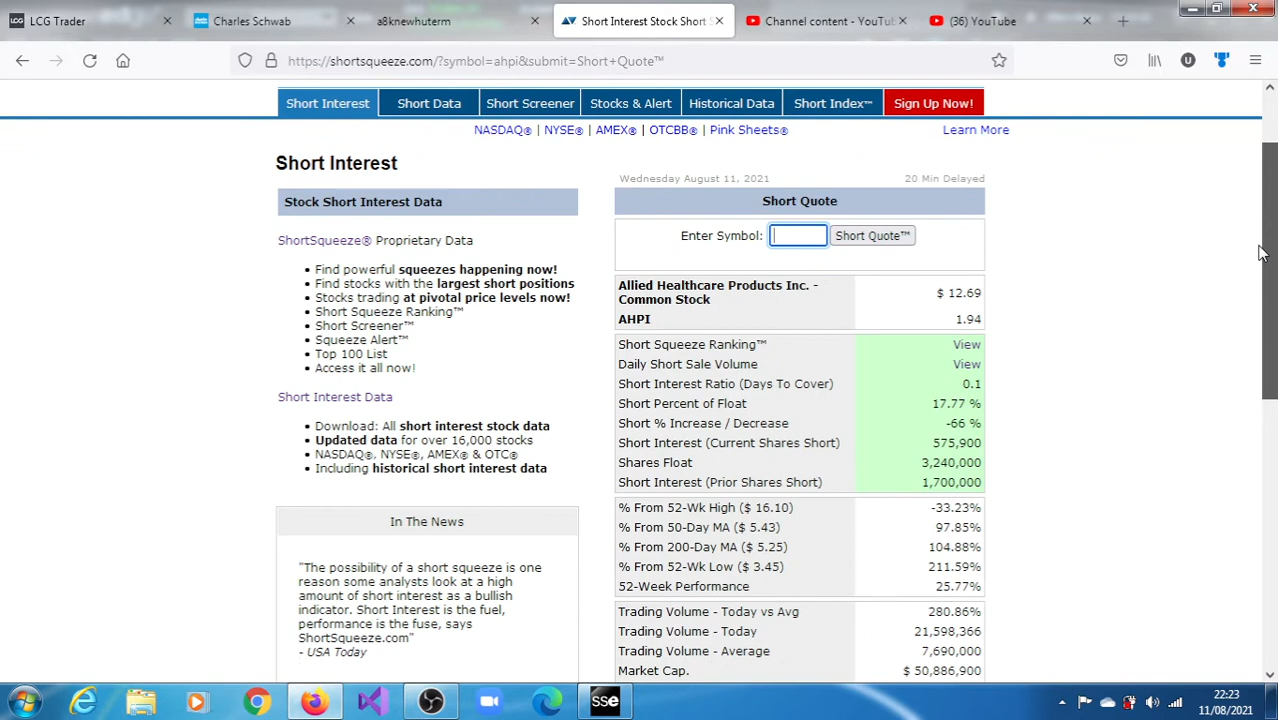 LCG Trader
Charles Schwab
a8knewhuterm
Short Interest Stock Short S
Channel content - YouTu
(36) YouTube
https://shortsqueeze.com/?symbol=ahpi&submit=Short+Quote™
Short Interest
Short Data
Short Screener
Stocks & Alert
Historical Data
Short Index™
Sign Up Now!
NASDAQ® | NYSE® | AMEX® | OTCBB® | Pink Sheets®
Learn More
Short Interest
Wednesday August 11, 2021
20 Min Delayed
Stock Short Interest Data
ShortSqueeze® Proprietary Data
• Find powerful squeezes happening now!
• Find stocks with the largest short positions
• Stocks trading at pivotal price levels now!
• Short Squeeze Ranking™
• Short Screener™
• Squeeze Alert™
• Top 100 List
• Access it all now!
Short Interest Data
• Download: All short interest stock data
• Updated data for over 16,000 stocks
• NASDAQ®, NYSE®, AMEX® & OTC®
• Including historical short interest data
In The News
"The possibility of a short squeeze is one
reason some analysts look at a high
amount of short interest as a bullish
indicator. Short Interest is the fuel,
performance is the fuse, says
ShortSqueeze.com"
- USA Today
Short Quote
Enter Symbol:
Short Quote™
Allied Healthcare Products Inc. -
Common Stock
$ 12.69
AHPI 1.94
Short Squeeze Ranking™ View
Daily Short Sale Volume View
Short Interest Ratio (Days To Cover) 0.1
Short Percent of Float 17.77 %
Short % Increase / Decrease -66 %
Short Interest (Current Shares Short) 575,900
Shares Float 3,240,000
Short Interest (Prior Shares Short) 1,700,000
% From 52-Wk High ($ 16.10) -33.23%
% From 50-Day MA ($ 5.43) 97.85%
% From 200-Day MA ($ 5.25) 104.88%
% From 52-Wk Low ($ 3.45) 211.59%
52-Week Performance 25.77%
Trading Volume - Today vs Avg 280.86%
Trading Volume - Today 21,598,366
Trading Volume - Average 7,690,000
Market Cap. $ 50,886,900
sse
22:23
11/08/2021